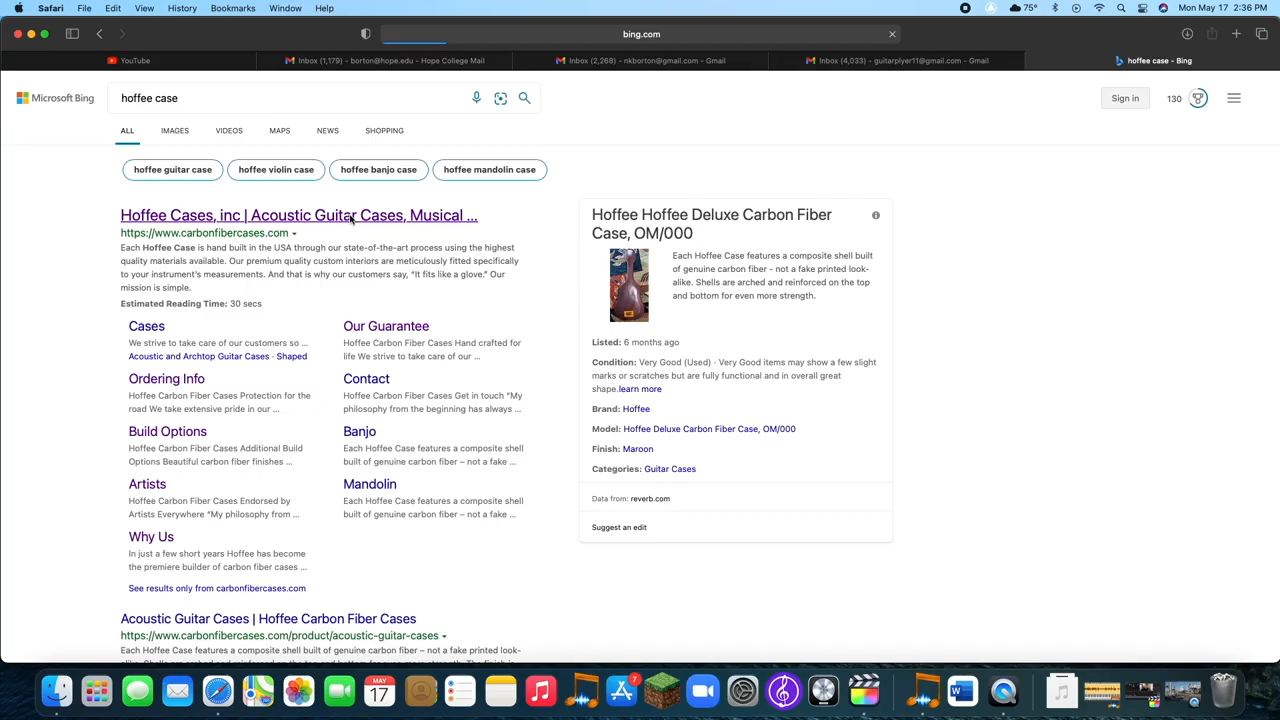 Safari File Edit View History Bookmarks Window Help 75° Mon May 17 2:36 PM
bing.com
YouTube Inbox (1,179) - borton@hope.edu - Hope College Mail Inbox (2,268) - nkborton@gmail.com - Gmail Inbox (4,033) - guitarplyer11@gmail.com - Gmail hoffee case - Bing
Microsoft Bing hoffee case Sign in 130
ALL IMAGES VIDEOS MAPS NEWS SHOPPING
hoffee guitar case hoffee violin case hoffee banjo case hoffee mandolin case
Hoffee Cases, inc | Acoustic Guitar Cases, Musical ...
https://www.carbonfibercases.com
Each Hoffee Case is hand built in the USA through our state-of-the-art process using the highest
quality materials available. Our premium quality custom interiors are meticulously fitted specifically
to your instrument's measurements. And that is why our customers say, "It fits like a glove." Our
mission is simple.
Estimated Reading Time: 30 secs
Cases
We strive to take care of our customers so ...
Acoustic and Archtop Guitar Cases · Shaped
Our Guarantee
Hoffee Carbon Fiber Cases Hand crafted for
life We strive to take care of our ...
Ordering Info
Hoffee Carbon Fiber Cases Protection for the
road We take extensive pride in our ...
Contact
Hoffee Carbon Fiber Cases Get in touch "My
philosophy from the beginning has always ...
Build Options
Hoffee Carbon Fiber Cases Additional Build
Options Beautiful carbon fiber finishes ...
Banjo
Each Hoffee Case features a composite shell
built of genuine carbon fiber – not a fake ...
Artists
Hoffee Carbon Fiber Cases Endorsed by
Artists Everywhere "My philosophy from ...
Mandolin
Each Hoffee Case features a composite shell
built of genuine carbon fiber – not a fake ...
Why Us
In just a few short years Hoffee has become
the premiere builder of carbon fiber cases ...
See results only from carbonfibercases.com
Acoustic Guitar Cases | Hoffee Carbon Fiber Cases
https://www.carbonfibercases.com/product/acoustic-guitar-cases
Each Hoffee Case features a composite shell built of genuine carbon fiber – not a fake printed look-
Hoffee Hoffee Deluxe Carbon Fiber
Case, OM/000
Each Hoffee Case features a composite shell built
of genuine carbon fiber - not a fake printed look-
alike. Shells are arched and reinforced on the top
and bottom for even more strength.
Listed: 6 months ago
Condition: Very Good (Used) · Very Good items may show a few slight
marks or scratches but are fully functional and in overall great
shape.learn more
Brand: Hoffee
Model: Hoffee Deluxe Carbon Fiber Case, OM/000
Finish: Maroon
Categories: Guitar Cases
Data from: reverb.com
Suggest an edit
MAY
17
7